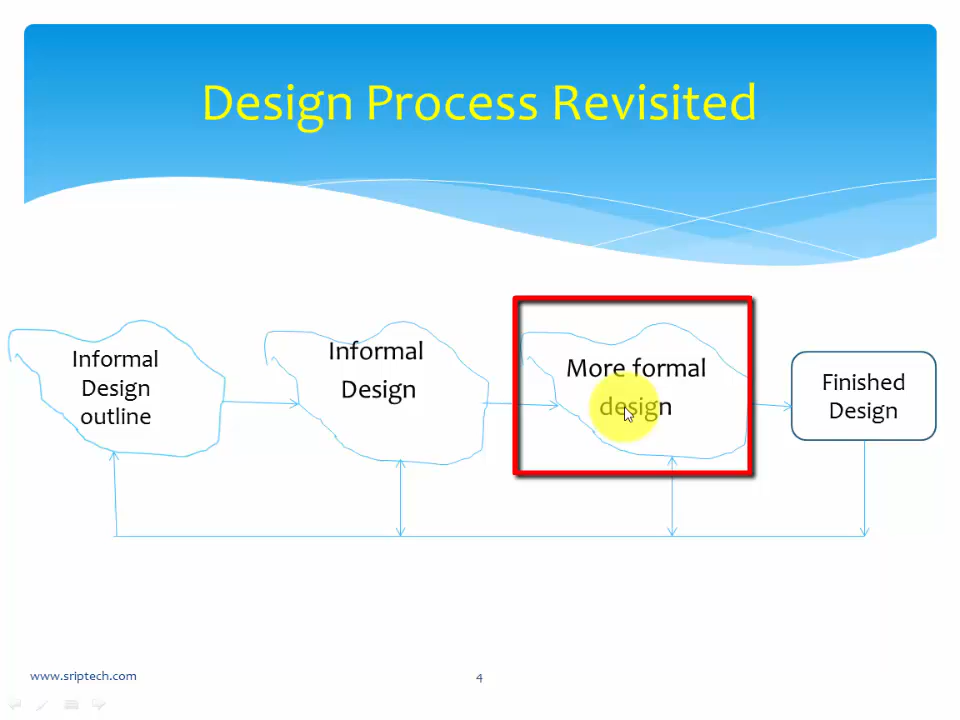 Design Process Revisited
Informal
Design
outline
Informal
Design
More formal
design
Finished
Design
www.sriptech.com
4